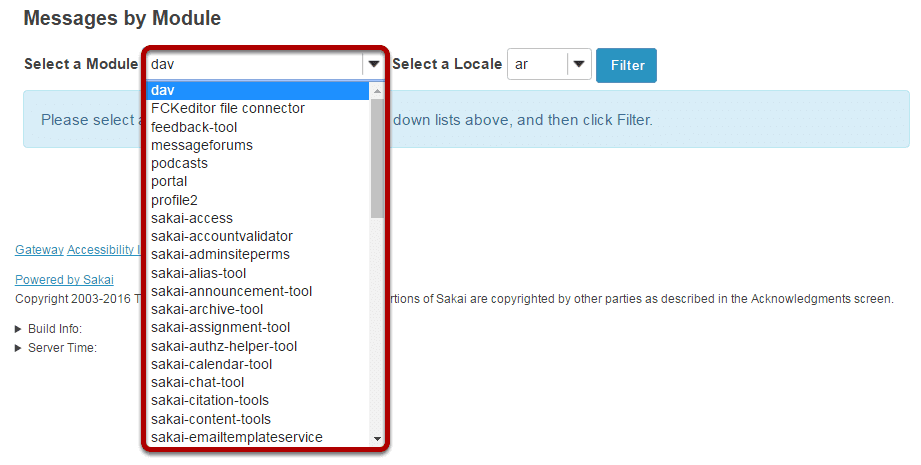 Messages by Module
Select a Module dav Select a Locale ar Filter
dav
FCKeditor file connector
Please select down lists above, and then click Filter.
feedback-tool
messageforums
podcasts
portal
profile2
sakai-access
sakai-accountvalidator
Gateway Accessibility
sakai-adminsiteperms
sakai-alias-tool
Powered by Sakai
sakai-announcement-tool
Copyright 2003-2016 of Sakai are copyrighted by other parties as described in the Acknowledgments screen.
sakai-archive-tool
sakai-assignment-tool
Build Info:
sakai-authz-helper-tool
Server Time:
sakai-calendar-tool
sakai-chat-tool
sakai-citation-tools
sakai-content-tools
sakai-emailtemplateservice